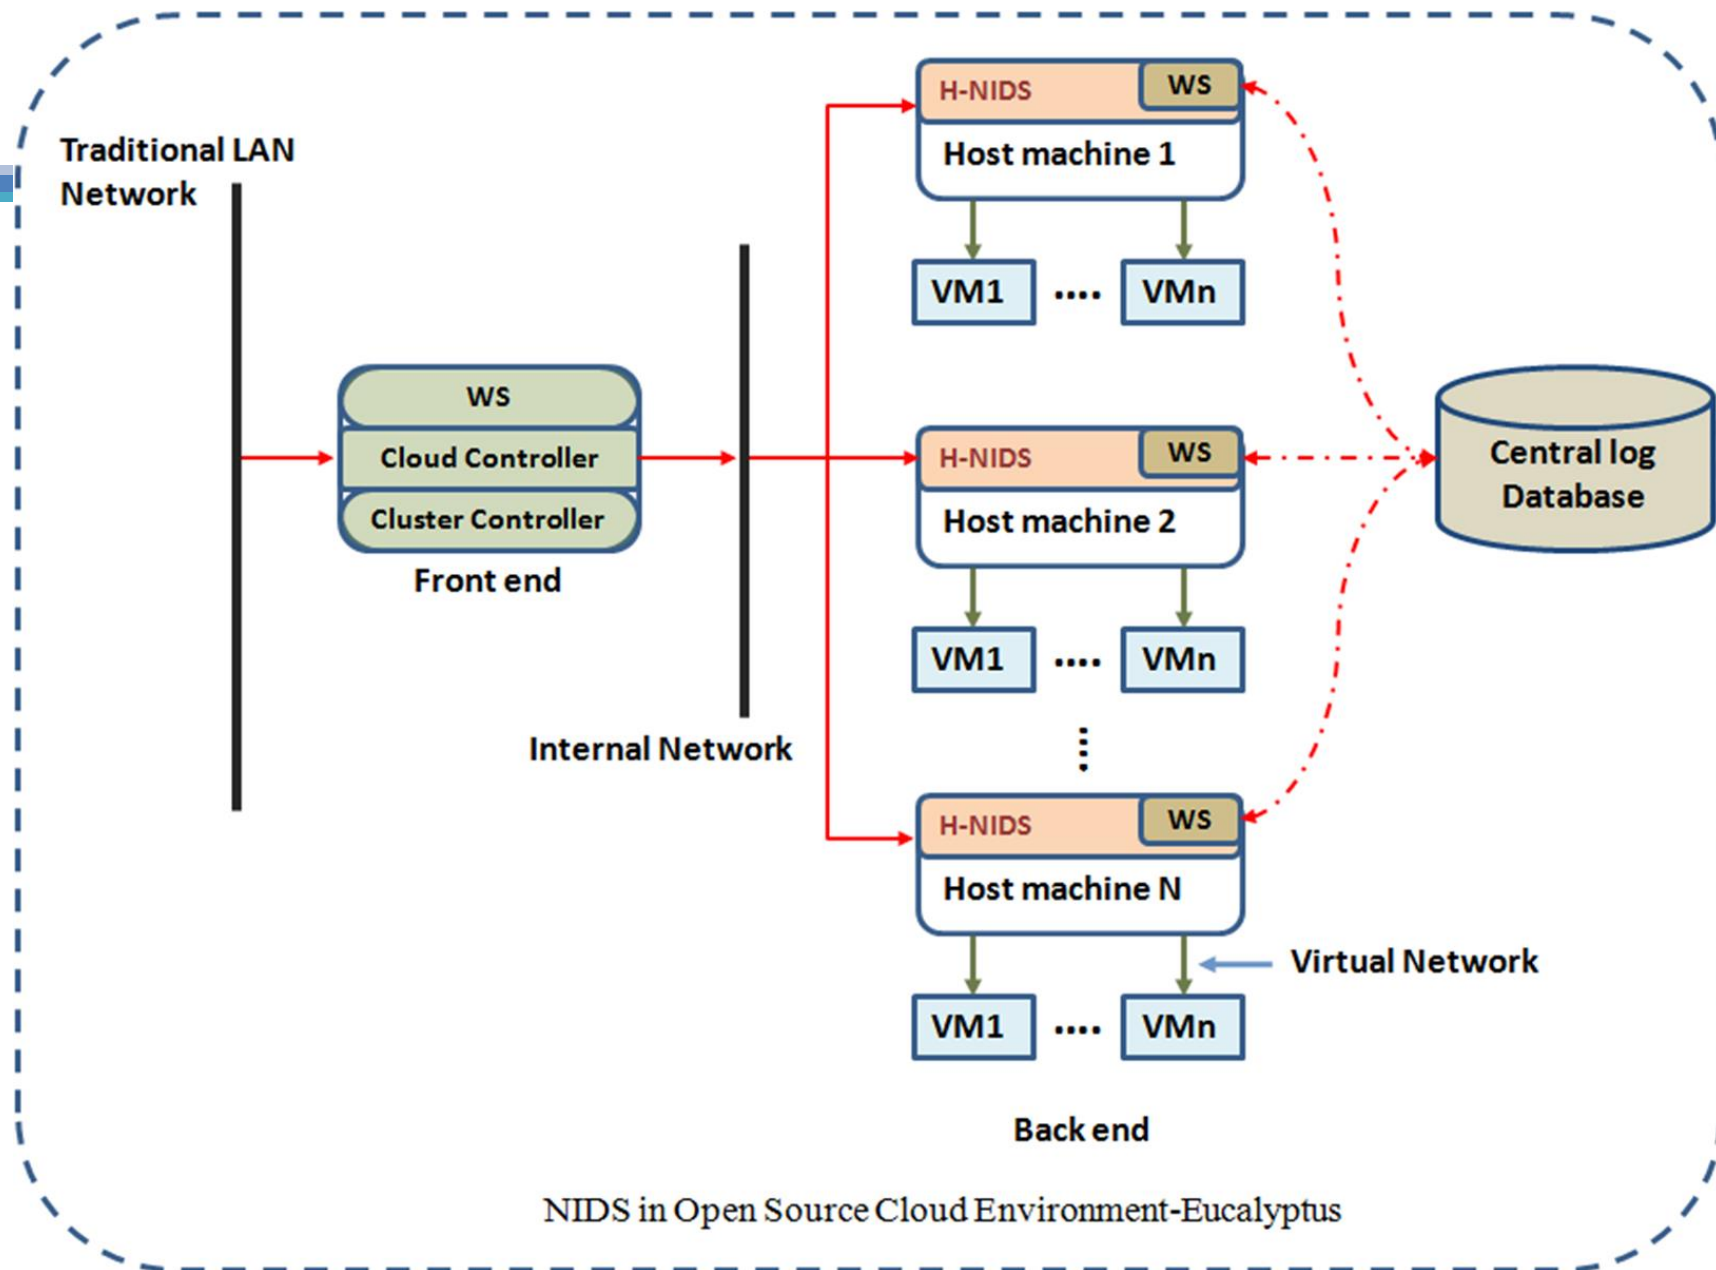 Traditional LAN
Network
WS
Cloud Controller
Cluster Controller
Front end
Internal Network
H-NIDS
WS
Host machine 1
VM1
....
VMn
H-NIDS
WS
Host machine 2
VM1
....
VMn
....
H-NIDS
WS
Host machine N
Virtual Network
VM1
....
VMn
Central log
Database
Back end
NIDS in Open Source Cloud Environment-Eucalyptus